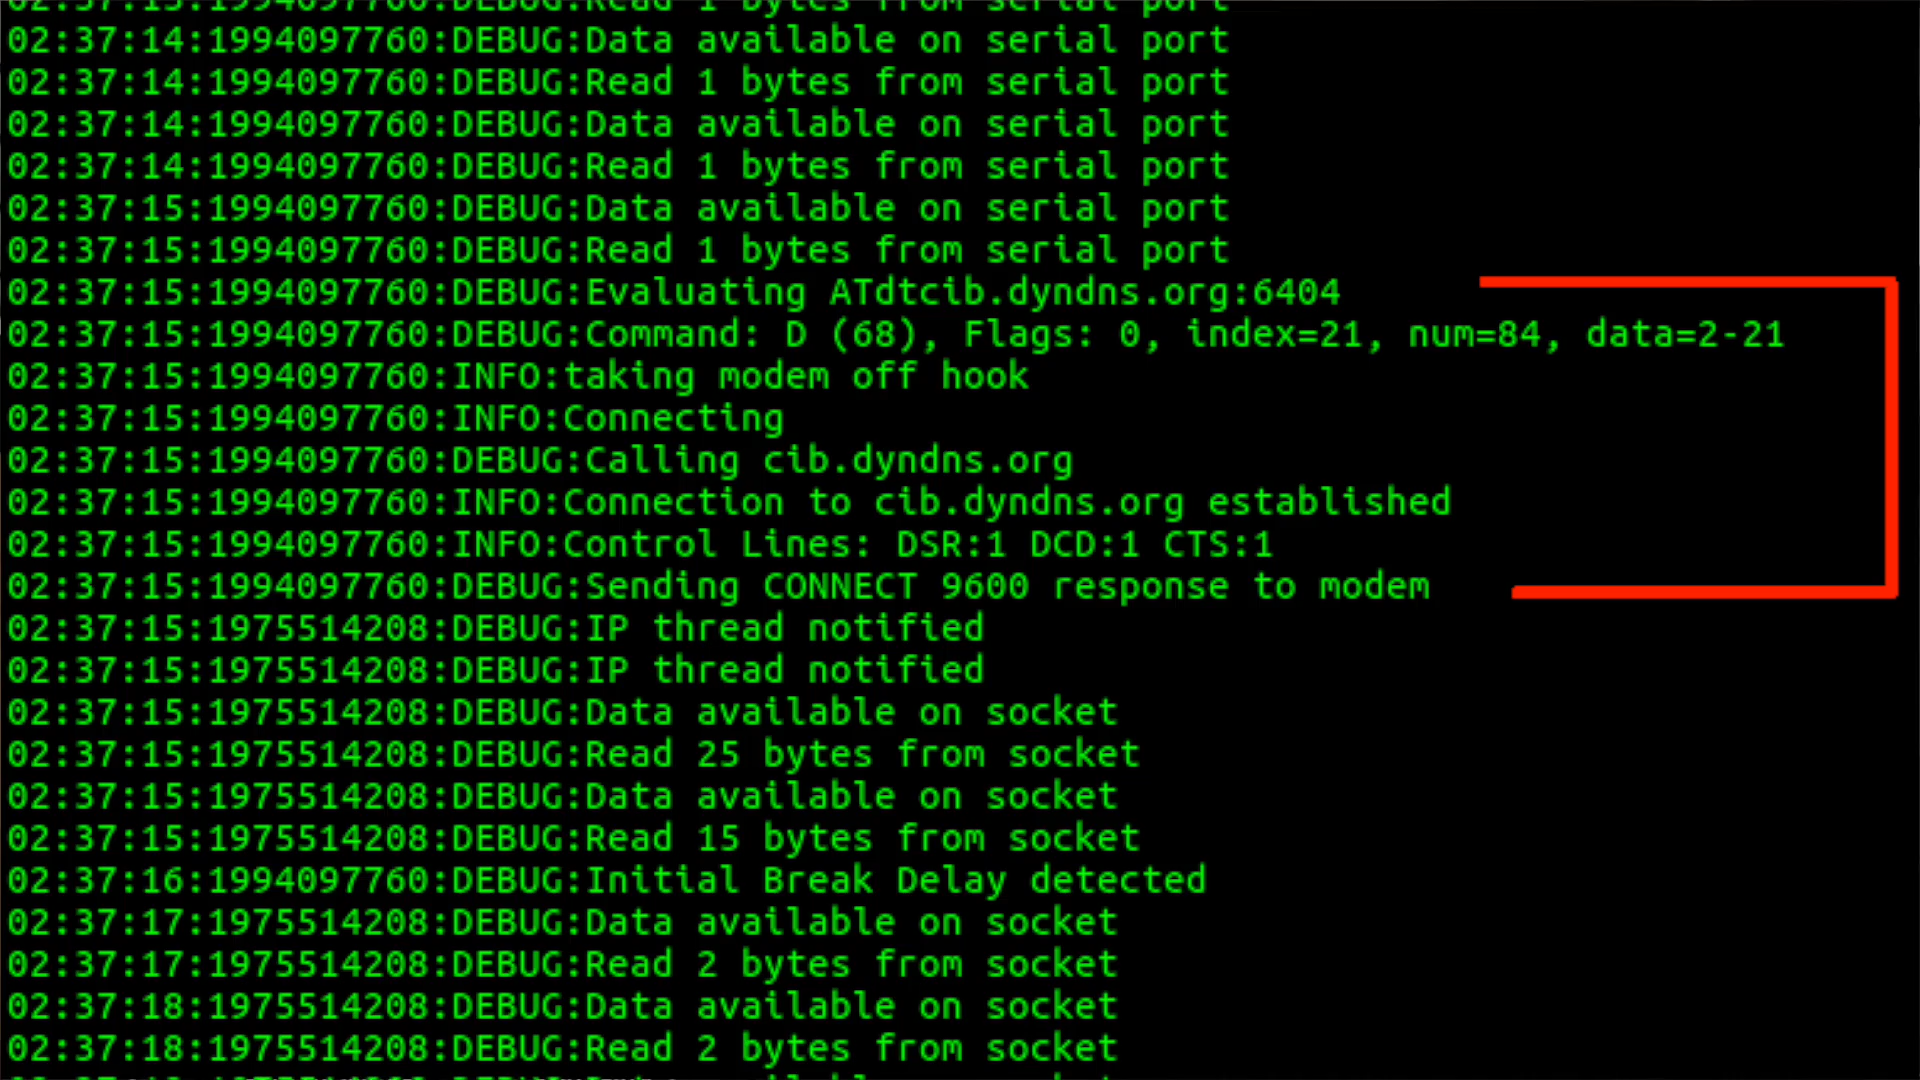 02:37:13:1994097760:DEBUG:Read 1 bytes from serial port
02:37:14:1994097760:DEBUG:Data available on serial port
02:37:14:1994097760:DEBUG:Read 1 bytes from serial port
02:37:14:1994097760:DEBUG:Data available on serial port
02:37:14:1994097760:DEBUG:Read 1 bytes from serial port
02:37:15:1994097760:DEBUG:Data available on serial port
02:37:15:1994097760:DEBUG:Read 1 bytes from serial port
02:37:15:1994097760:DEBUG:Evaluating ATdtcib.dyndns.org:6404
02:37:15:1994097760:DEBUG:Command: D (68), Flags: 0, index=21, num=84, data=2-21
02:37:15:1994097760:INFO:taking modem off hook
02:37:15:1994097760:INFO:Connecting
02:37:15:1994097760:DEBUG:Calling cib.dyndns.org
02:37:15:1994097760:INFO:Connection to cib.dyndns.org established
02:37:15:1994097760:INFO:Control Lines: DSR:1 DCD:1 CTS:1
02:37:15:1994097760:DEBUG:Sending CONNECT 9600 response to modem
02:37:15:1975514208:DEBUG:IP thread notified
02:37:15:1975514208:DEBUG:IP thread notified
02:37:15:1975514208:DEBUG:Data available on socket
02:37:15:1975514208:DEBUG:Read 25 bytes from socket
02:37:15:1975514208:DEBUG:Data available on socket
02:37:15:1975514208:DEBUG:Read 15 bytes from socket
02:37:16:1994097760:DEBUG:Initial Break Delay detected
02:37:17:1975514208:DEBUG:Data available on socket
02:37:17:1975514208:DEBUG:Read 2 bytes from socket
02:37:18:1975514208:DEBUG:Data available on socket
02:37:18:1975514208:DEBUG:Read 2 bytes from socket